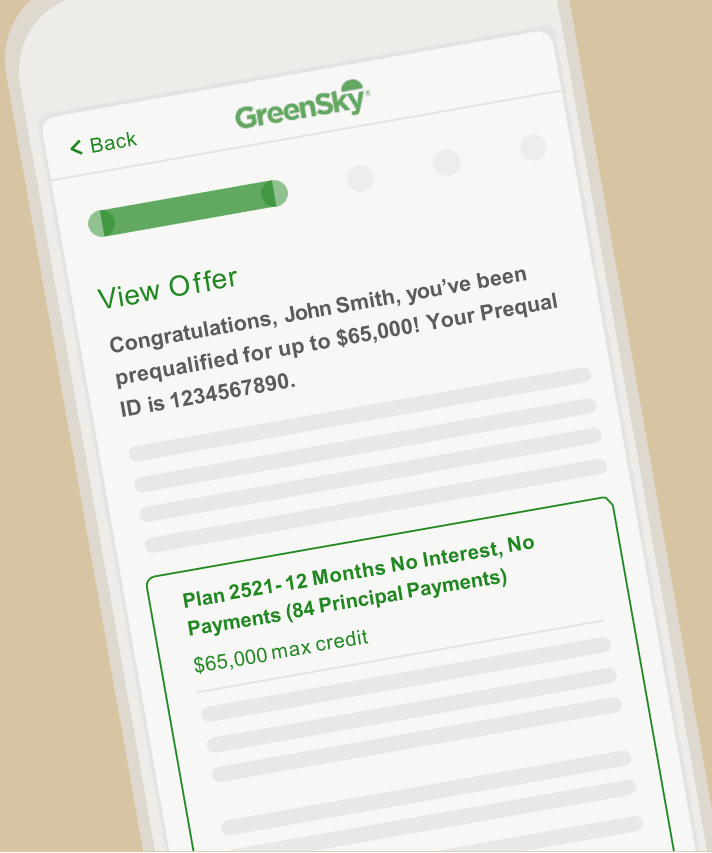 < Back
GreenSky®
View Offer
Congratulations, John Smith, you’ve been
prequalified for up to $65,000! Your Prequal
ID is 1234567890.
Plan 2521- 12 Months No Interest, No
Payments (84 Principal Payments)
$65,000 max credit